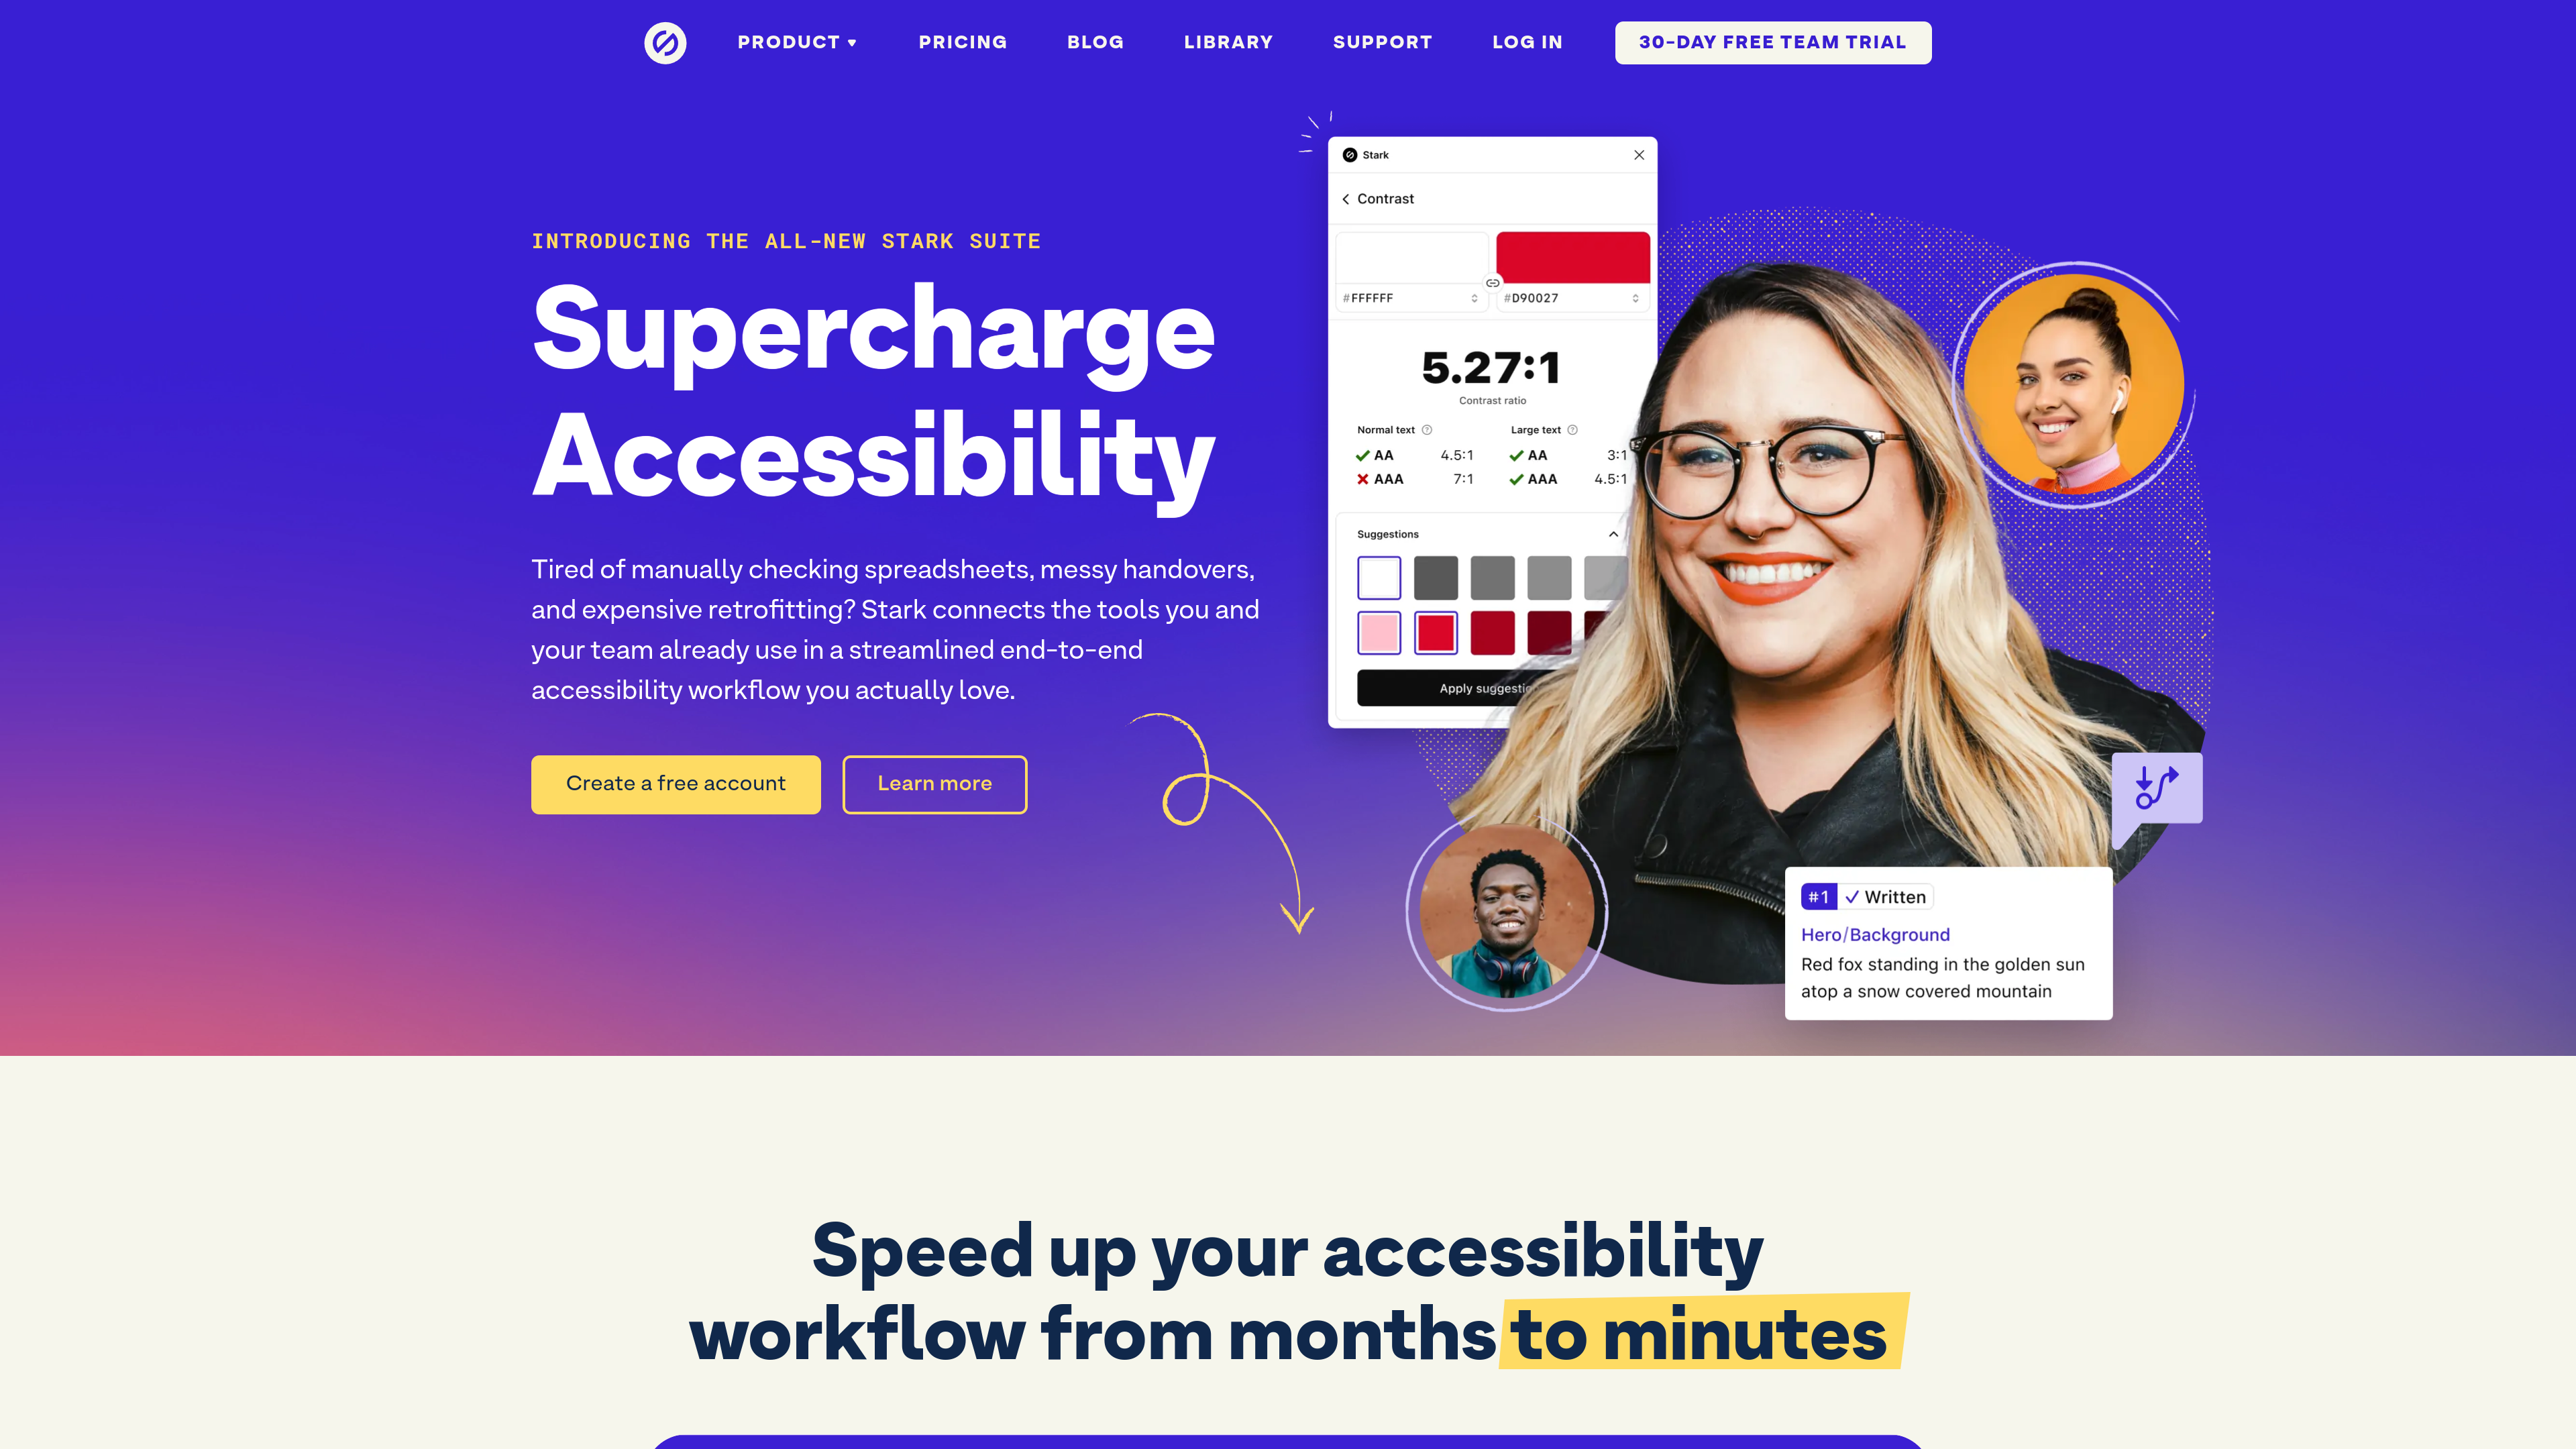 PRODUCT
PRICING
BLOG
LIBRARY
SUPPORT
LOG IN
30-DAY FREE TEAM TRIAL
INTRODUCING THE ALL-NEW STARK SUITE
Supercharge
Accessibility
Tired of manually checking spreadsheets, messy handovers,
and expensive retrofitting? Stark connects the tools you and
your team already use in a streamlined end-to-end
accessibility workflow you actually love.
Create a free account
Learn more
Stark
Contrast
#FFFFFF
#D90027
5.27:1
Contrast ratio
Normal text
Large text
AA 4.5:1
AA 3:1
AAA 7:1
AAA 4.5:1
Suggestions
Apply
#1 Written
Hero/Background
Red fox standing in the golden sun
atop a snow covered mountain
Speed up your accessibility
workflow from months to minutes